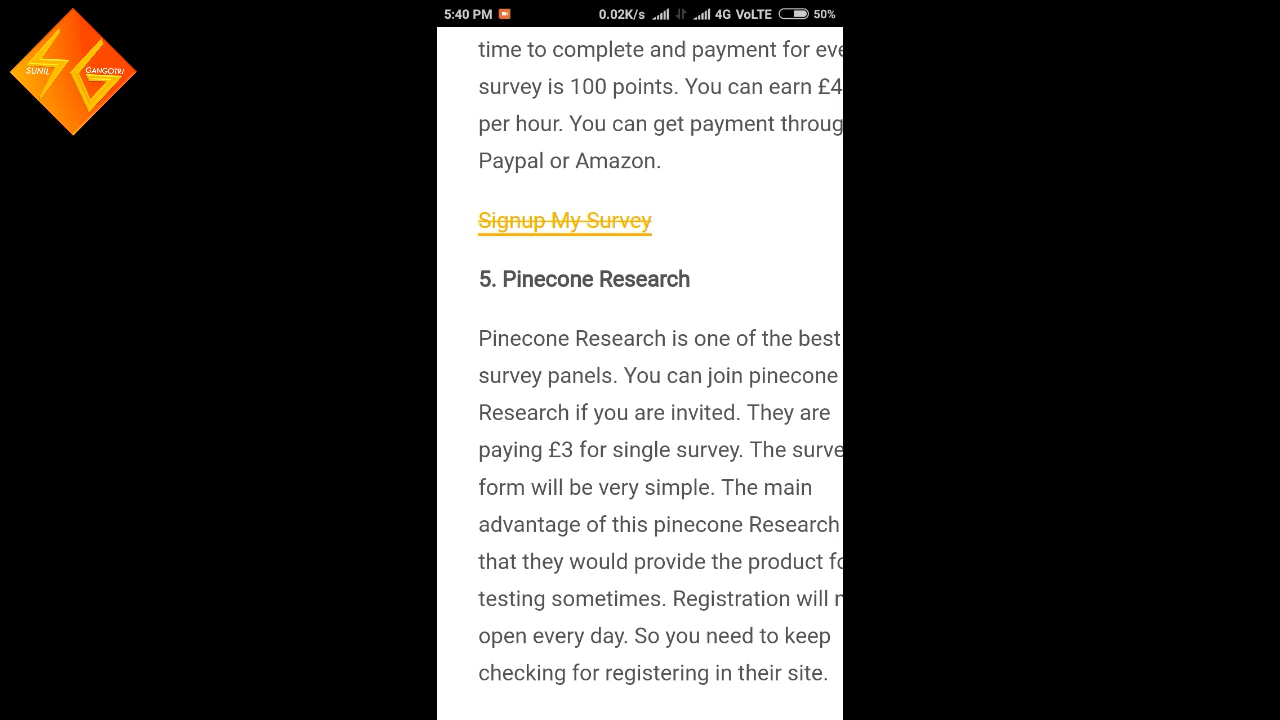 SUNIL GANGOTRI
5:40 PM 0.02K/s 4G VoLTE 50%
time to complete and payment for eve
survey is 100 points. You can earn £4
per hour. You can get payment throug
Paypal or Amazon.
Signup My Survey
5. Pinecone Research
Pinecone Research is one of the best
survey panels. You can join pinecone
Research if you are invited. They are
paying £3 for single survey. The surve
form will be very simple. The main
advantage of this pinecone Research
that they would provide the product fo
testing sometimes. Registration will n
open every day. So you need to keep
checking for registering in their site.